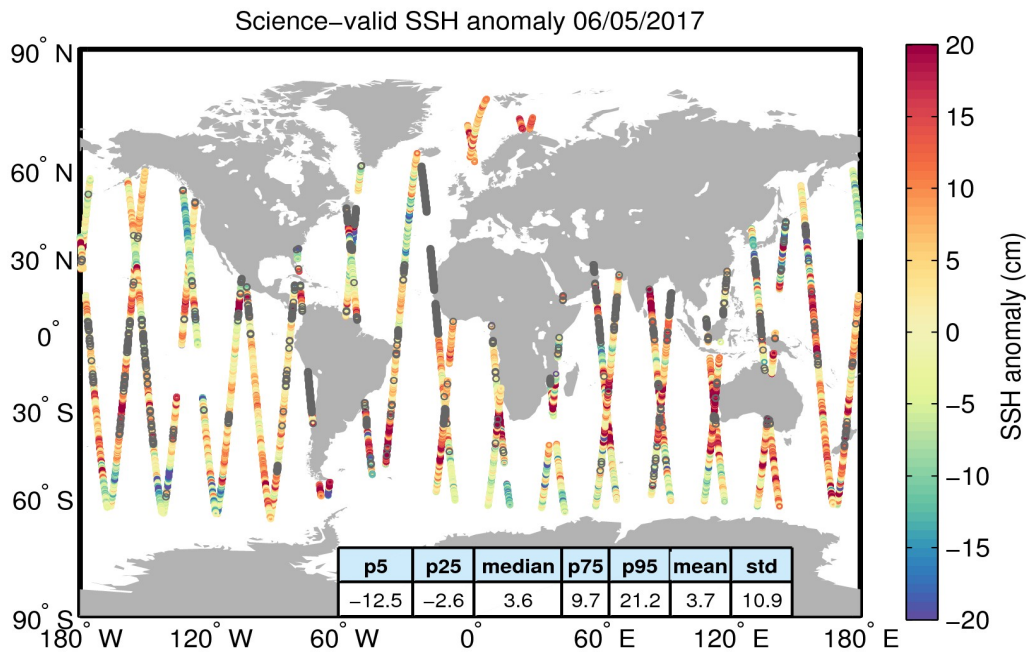 Science−valid SSH anomaly 06/05/2017
90° N
60° N
30° N
0°
30° S
60° S
90° S
180° W
120° W
60° W
0°
60° E
120° E
180° E
p5 p25 median p75 p95 mean std
−12.5 −2.6 3.6 9.7 21.2 3.7 10.9
20
15
10
5
0
−5
−10
−15
−20
SSH anomaly (cm)